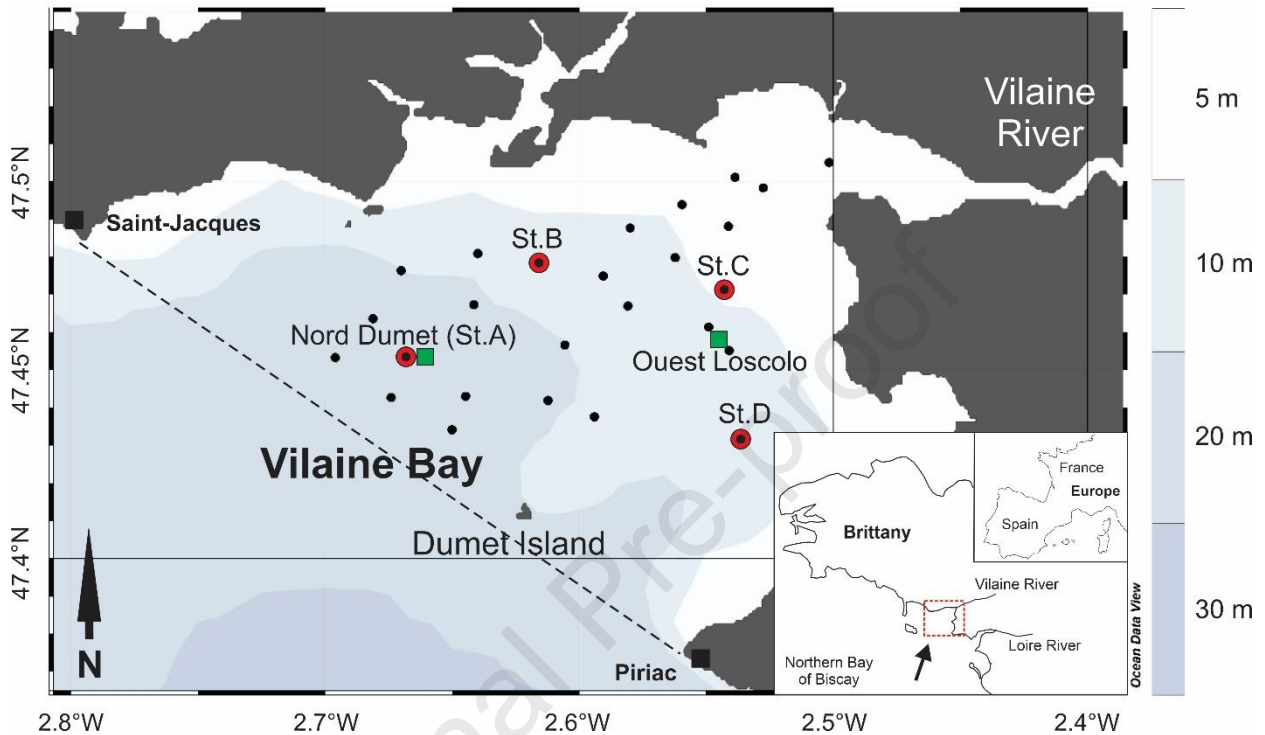 Vilaine
River
5 m
10 m
20 m
30 m
47.5°N
47.45°N
47.4°N
Saint-Jacques
St.B
St.C
Nord Dumet (St.A)
Ouest Loscolo
St.D
Vilaine Bay
Dumet Island
Piriac
N
France
Europe
Spain
Brittany
Vilaine River
Loire River
Northern Bay
of Biscay
Ocean Data View
2.8°W
2.7°W
2.6°W
2.5°W
2.4°W
nal Pre-proof